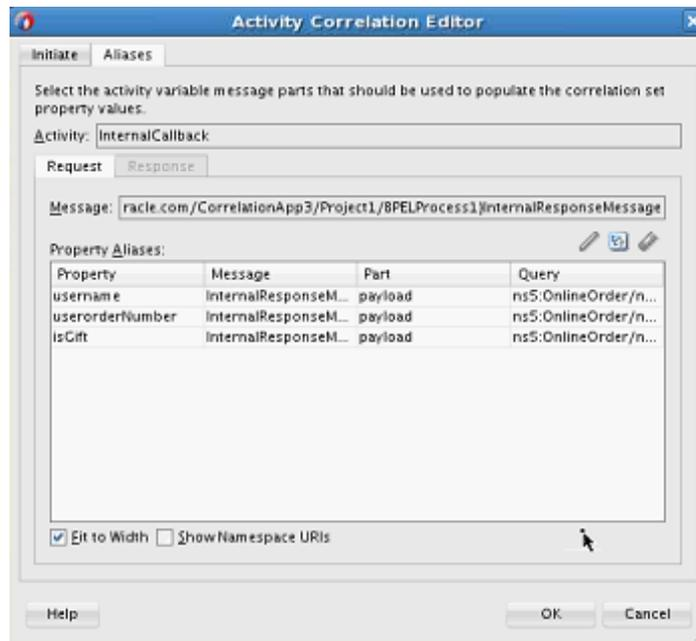 Activity Correlation Editor
Initiate Aliases
Select the activity variable message parts that should be used to populate the correlation set
property values.
Activity: InternalCallback
Request Response
Message: racle.com/CorrelationApp3/Project1/BPELProcess1}InternalResponseMessage
Property Aliases:
Property Message Part Query
username InternalResponseM... payload ns5:OnlineOrder/n...
userorderNumber InternalResponseM... payload ns5:OnlineOrder/n...
isGift InternalResponseM... payload ns5:OnlineOrder/n...
Fit to Width Show Namespace URIs
Help OK Cancel